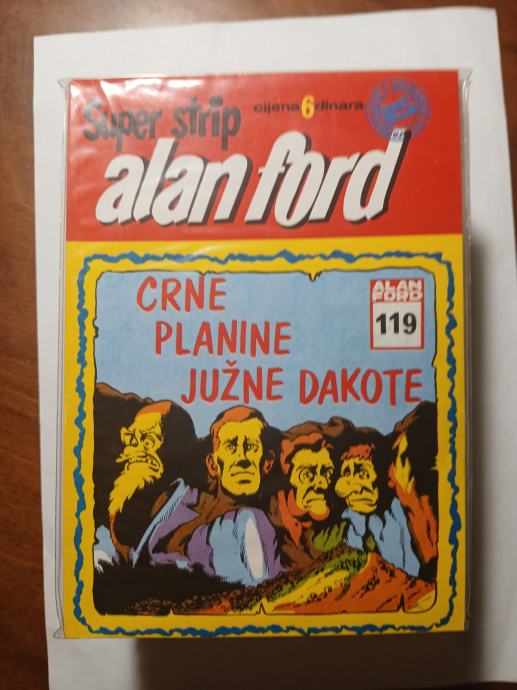 Super strip
cijena 6 dinara
alan ford
CRNE
PLANINE
JUŽNE DAKOTE
ALAN
FORD
119